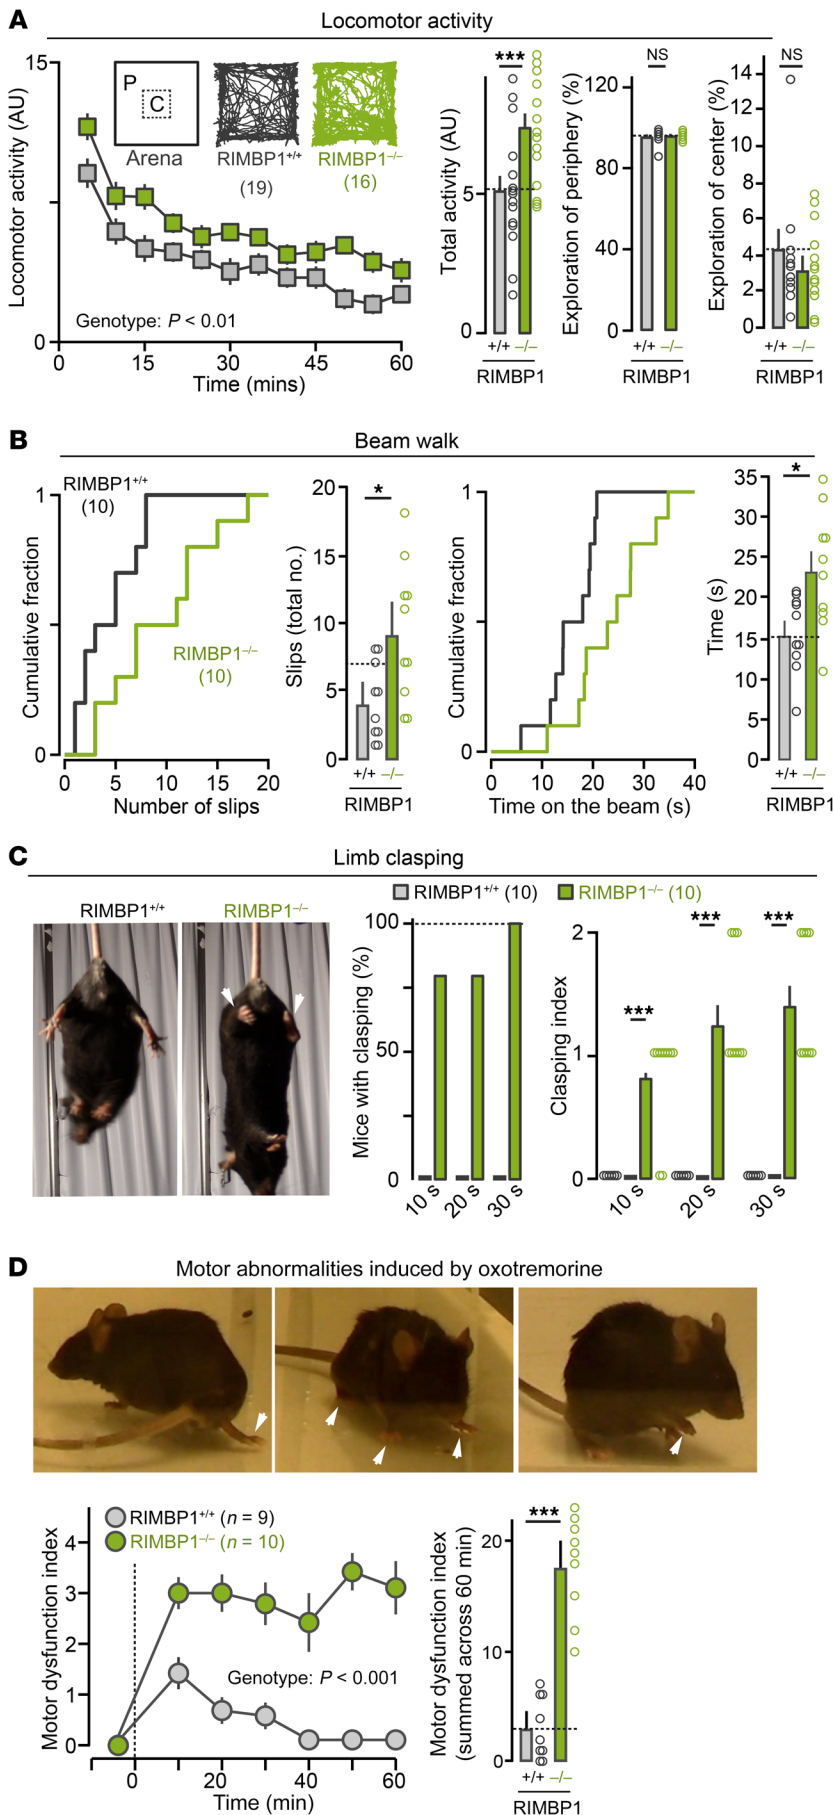 A
Locomotor activity
15
0
Locomotor activity (AU)
P
C
Arena
RIMBP1+/+
(19)
RIMBP1–/–
(16)
Genotype: P < 0.01
0 15 30 45 60
Time (mins)
***
5
0
Total activity (AU)
+/+ –/–
RIMBP1
NS
120
80
40
0
Exploration of periphery (%)
+/+ –/–
RIMBP1
NS
14
12
10
8
6
4
2
0
Exploration of center (%)
+/+ –/–
RIMBP1
B
Beam walk
RIMBP1+/+
(10)
1
0
Cumulative fraction
RIMBP1–/–
(10)
0 5 10 15 20
Number of slips
*
20
15
10
5
0
Slips (total no.)
+/+ –/–
RIMBP1
1
0
Cumulative fraction
0 10 20 30 40
Time on the beam (s)
*
35
30
25
20
15
10
5
0
Time (s)
+/+ –/–
RIMBP1
C
Limb clasping
RIMBP1+/+ (10)
RIMBP1–/– (10)
RIMBP1+/+
RIMBP1–/–
100
50
0
Mice with clasping (%)
10 s 20 s 30 s
2
1
0
Clasping index
***
***
***
10 s 20 s 30 s
D
Motor abnormalities induced by oxotremorine
RIMBP1+/+ (n = 9)
RIMBP1–/– (n = 10)
4
3
2
1
0
Motor dysfunction index
Genotype: P < 0.001
0 20 40 60
Time (min)
***
20
10
0
Motor dysfunction index
(summed across 60 min)
+/+ –/–
RIMBP1